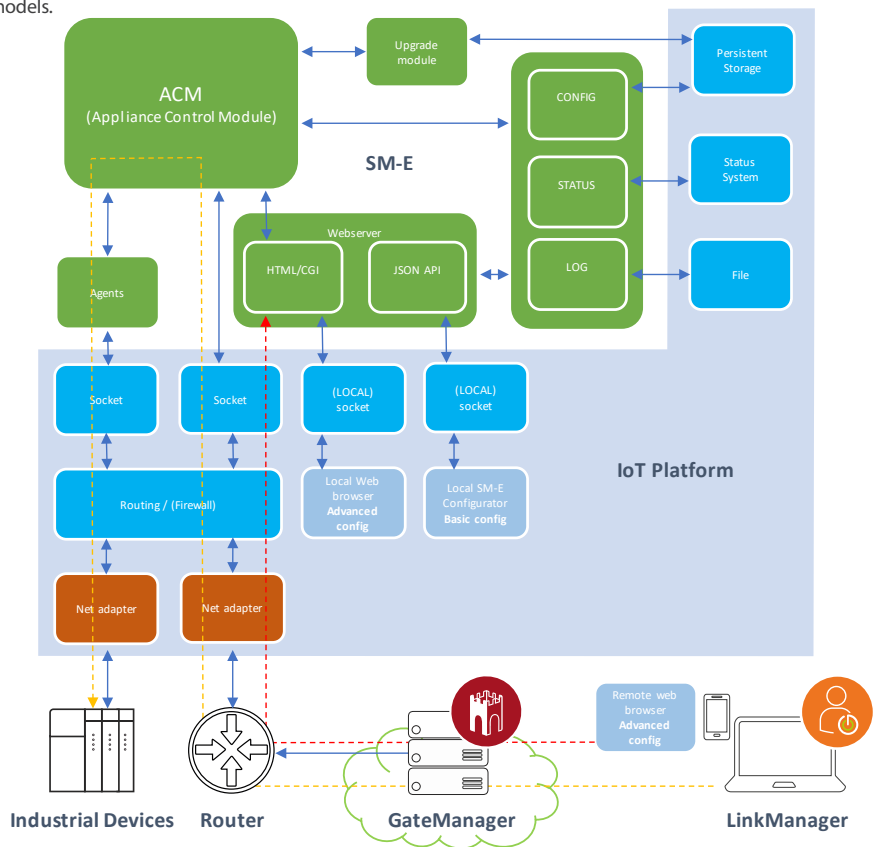 models.
Upgrade
module
Persistent
Storage
ACM
(Appliance Control Module)
CONFIG
SM-E
Status
System
STATUS
Webserver
HTML/CGI
JSON API
LOG
File
Agents
Socket
Socket
(LOCAL)
socket
(LOCAL)
socket
IoT Platform
Routing / (Firewall)
Local Web
browser
Advanced
config
Local SM-E
Configurator
Basic config
Net adapter
Net adapter
Remote web
browser
Advanced
config
Industrial Devices
Router
GateManager
LinkManager